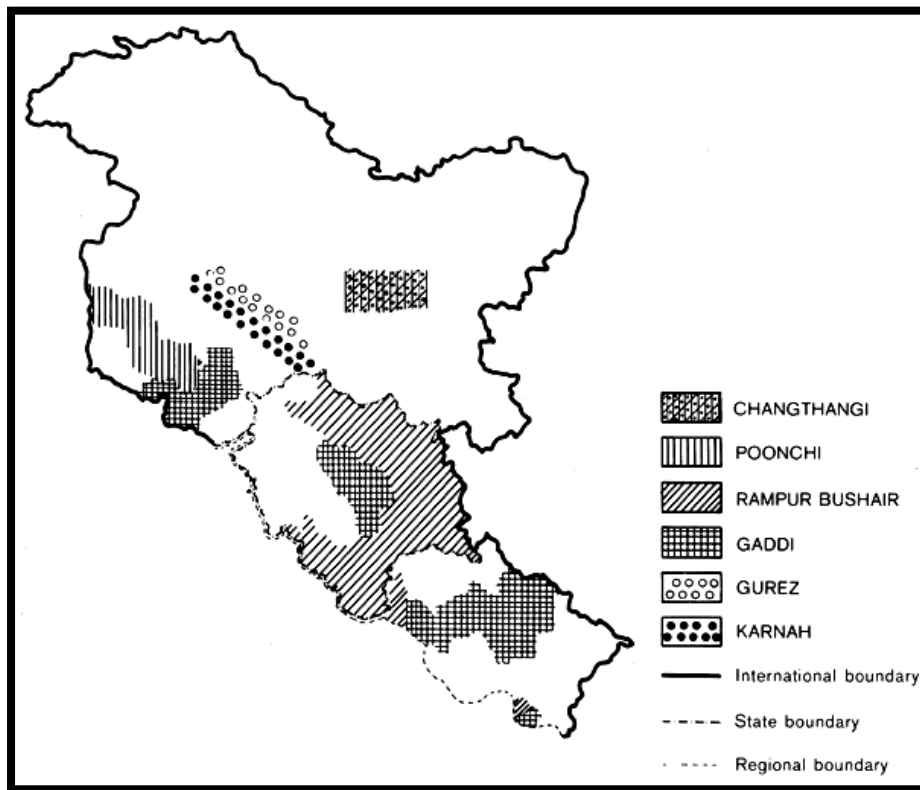 CHANGTHANGI
POONCHI
RAMPUR BUSHAIR
GADDI
GUREZ
KARNAH
International boundary
State boundary
Regional boundary